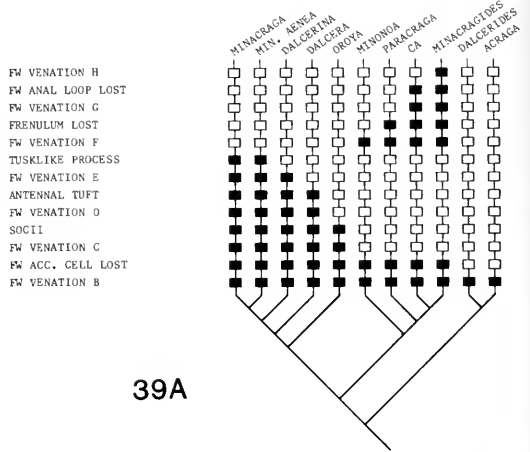 MINACRAGA
MIN. AENEA
DALCERINA
DALCERA
OROYA
MINONOA
PARACRAGA
CA
MINACRAGIDES
DALCERIDES
ACRAGA
FW VENATION H
FW ANAL LOOP LOST
FW VENATION G
FRENULUM LOST
FW VENATION F
TUSKLIKE PROCESS
FW VENATION E
ANTENNAL TUFT
FW VENATION O
SOCII
FW VENATION C
FW ACC. CELL LOST
FW VENATION B
39A